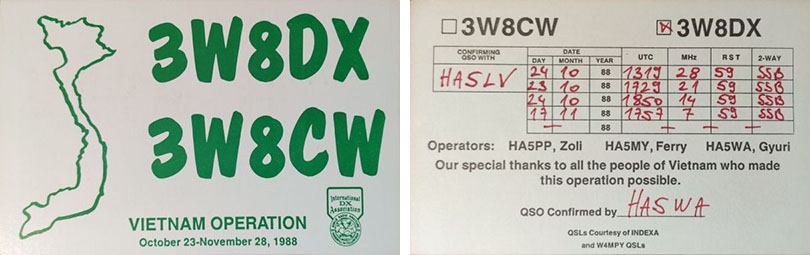 3W8DX
3W8CW
VIETNAM OPERATION
October 23-November 28, 1988
International
DX
Association
☐ 3W8CW ☒ 3W8DX
CONFIRMING QSO WITH DATE UTC MHz R S T 2-WAY
DAY MONTH YEAR
HA5LV 24 10 88 1319 28 59 SSB
23 10 88 1729 21 59 SSB
24 10 88 1850 14 59 SSB
17 11 88 1757 7 59 SSB
— — 88 — — — —
Operators: HA5PP, Zoli HA5MY, Ferry HA5WA, Gyuri
Our special thanks to all the people of Vietnam who made
this operation possible.
QSO Confirmed by HA5WA
QSLs Courtesy of INDEXA
and W4MPY QSLs